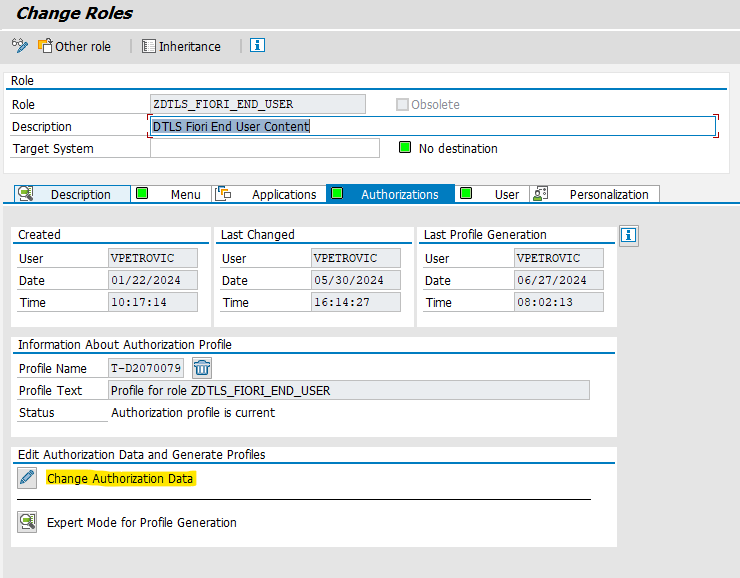 Change Roles
Other role Inheritance
Role
Role ZDTLS_FIORI_END_USER Obsolete
Description DTLS Fiori End User Content
Target System No destination
Description Menu Applications Authorizations User Personalization
Created Last Changed Last Profile Generation
User VPETROVIC User VPETROVIC User VPETROVIC
Date 01/22/2024 Date 05/30/2024 Date 06/27/2024
Time 10:17:14 Time 16:14:27 Time 08:02:13
Information About Authorization Profile
Profile Name T-D2070079
Profile Text Profile for role ZDTLS_FIORI_END_USER
Status Authorization profile is current
Edit Authorization Data and Generate Profiles
Change Authorization Data
Expert Mode for Profile Generation